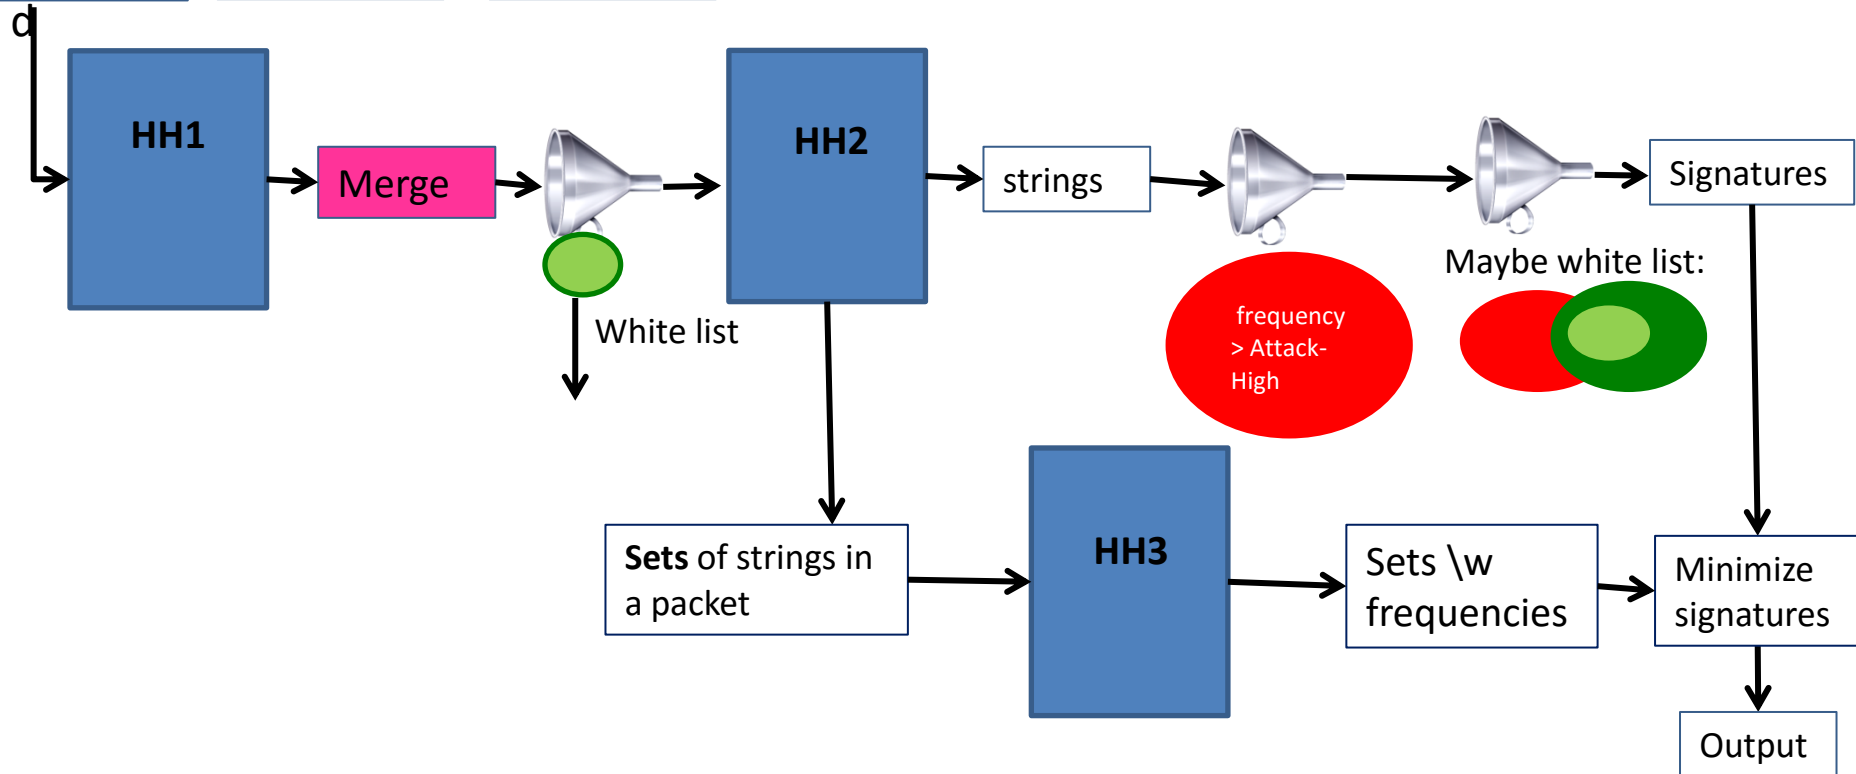 d
HH1
Merge
White list
HH2
strings
frequency
> Attack-
High
Maybe white list:
Signatures
Sets of strings in
a packet
HH3
Sets \w
frequencies
Minimize
signatures
Output